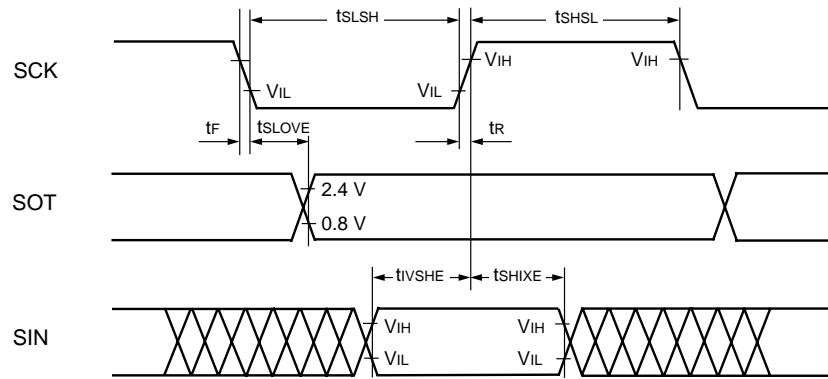 tSLSH tSHSL
SCK VIH VIH
VIL VIL
tF tSLOVE tR
SOT 2.4 V
0.8 V
tIVSHE tSHIXE
SIN VIH VIH
VIL VIL